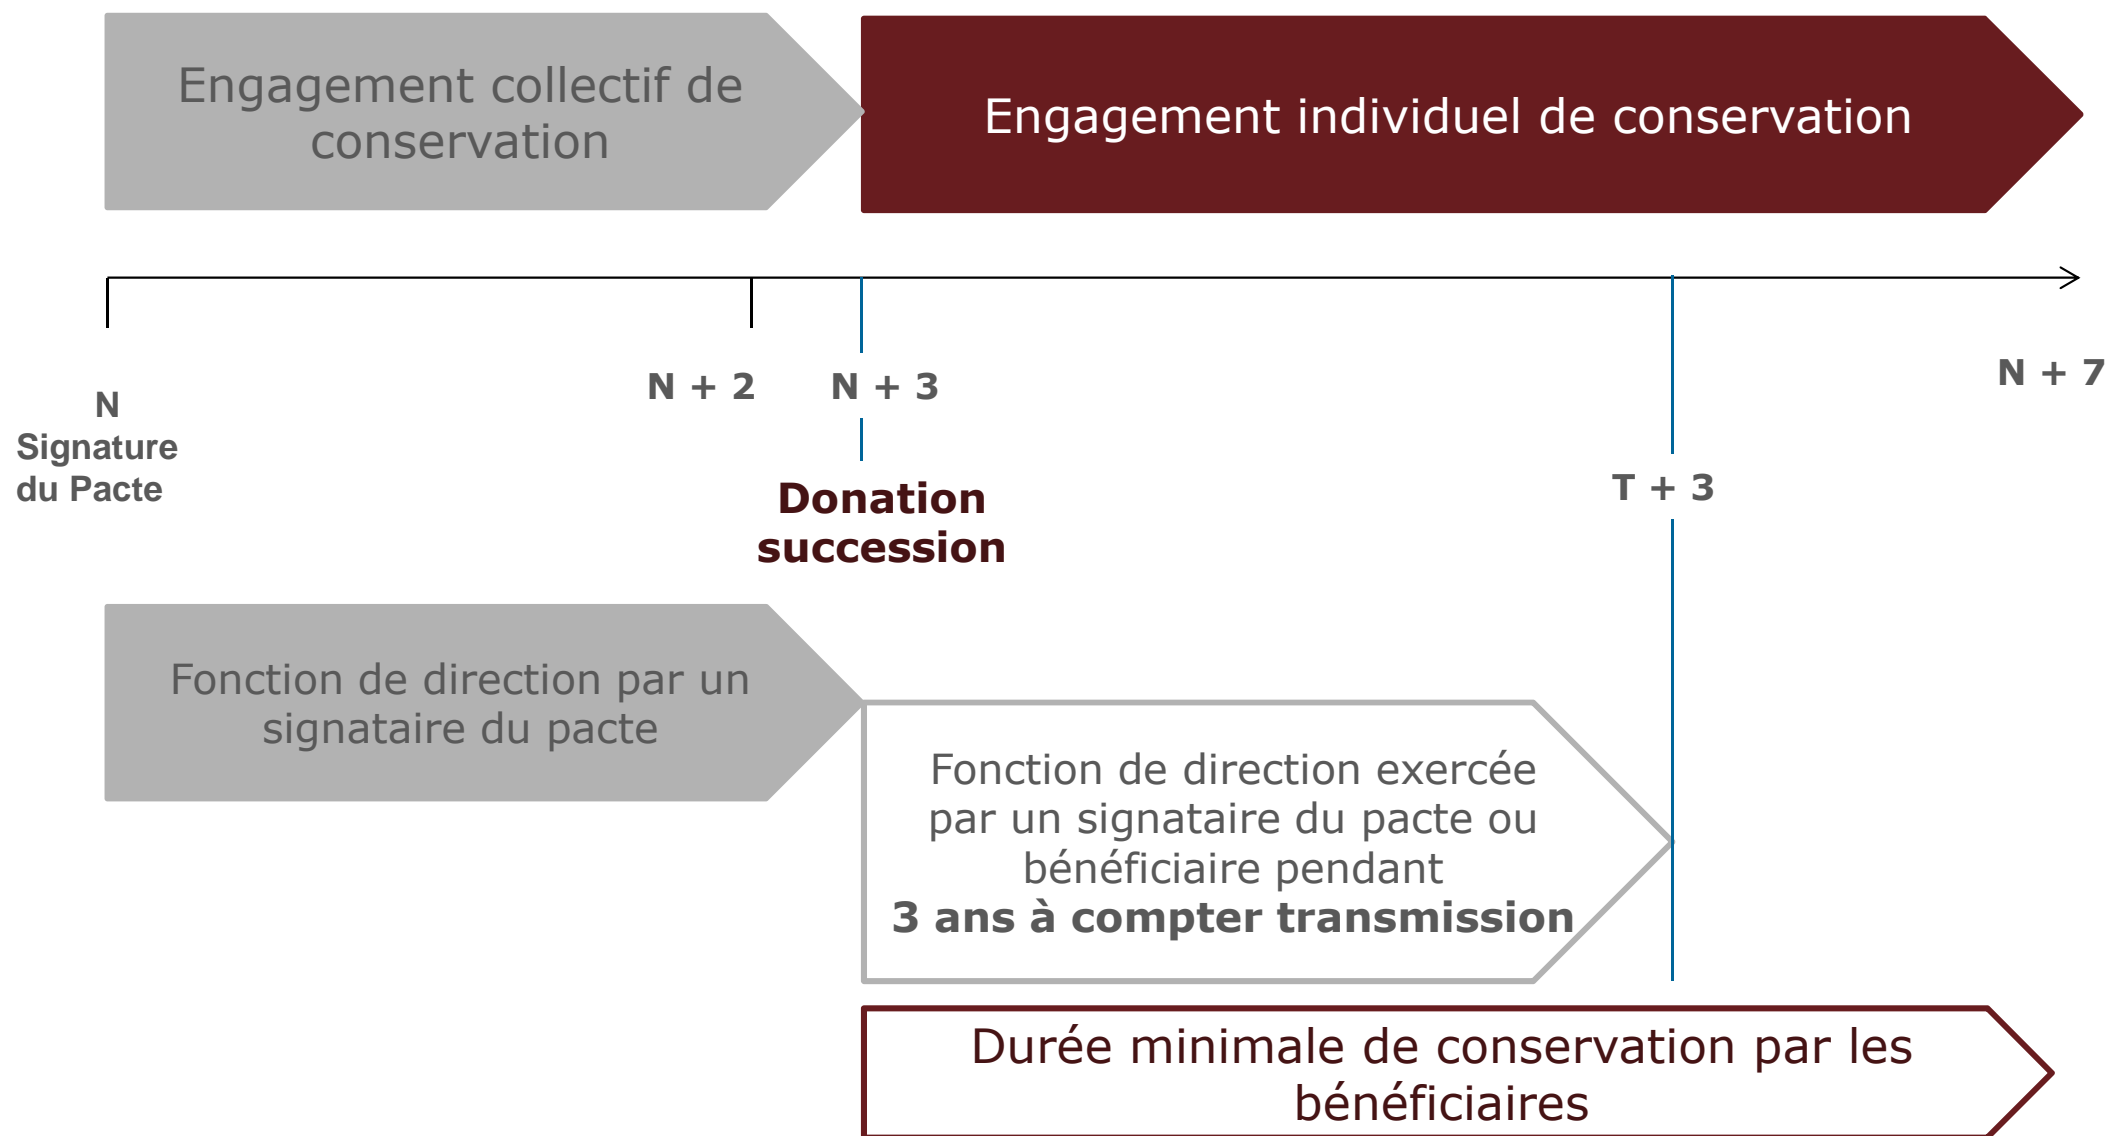 Engagement collectif de
conservation
Engagement individuel de conservation
N
Signature
du Pacte
N + 2
N + 3
N + 7
Donation
succession
T + 3
Fonction de direction par un
signataire du pacte
Fonction de direction exercée
par un signataire du pacte ou
bénéficiaire pendant
3 ans à compter transmission
Durée minimale de conservation par les
bénéficiaires